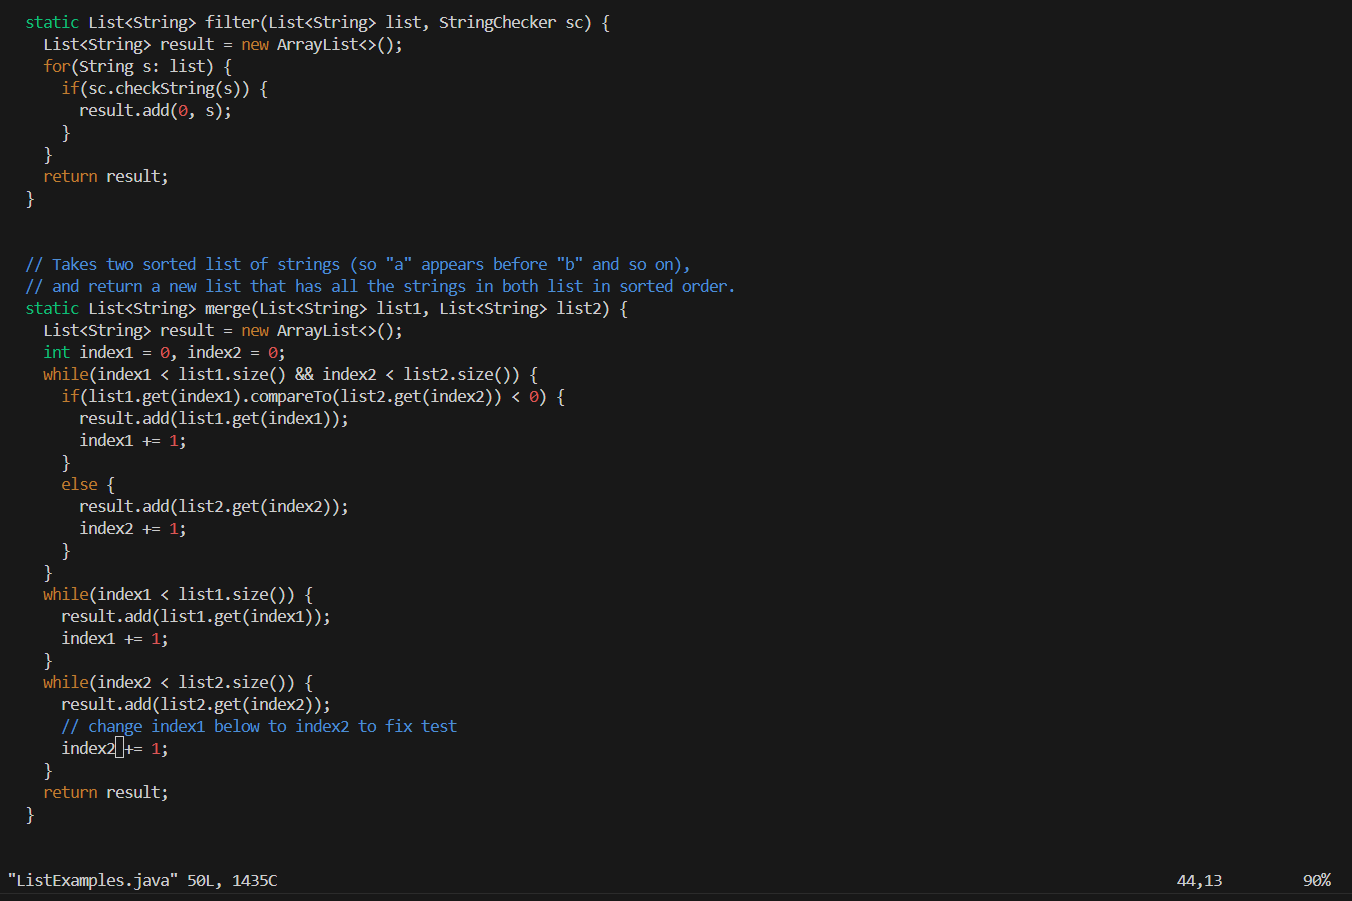 static List<String> filter(List<String> list, StringChecker sc) {
  List<String> result = new ArrayList<>();
  for(String s: list) {
    if(sc.checkString(s)) {
      result.add(0, s);
    }
  }
  return result;
}
// Takes two sorted list of strings (so "a" appears before "b" and so on),
// and return a new list that has all the strings in both list in sorted order.
static List<String> merge(List<String> list1, List<String> list2) {
  List<String> result = new ArrayList<>();
  int index1 = 0, index2 = 0;
  while(index1 < list1.size() && index2 < list2.size()) {
    if(list1.get(index1).compareTo(list2.get(index2)) < 0) {
      result.add(list1.get(index1));
      index1 += 1;
    }
    else {
      result.add(list2.get(index2));
      index2 += 1;
    }
  }
  while(index1 < list1.size()) {
    result.add(list1.get(index1));
    index1 += 1;
  }
  while(index2 < list2.size()) {
    result.add(list2.get(index2));
    // change index1 below to index2 to fix test
    index2 += 1;
  }
  return result;
}
"ListExamples.java" 50L, 1435C 44,13 90%